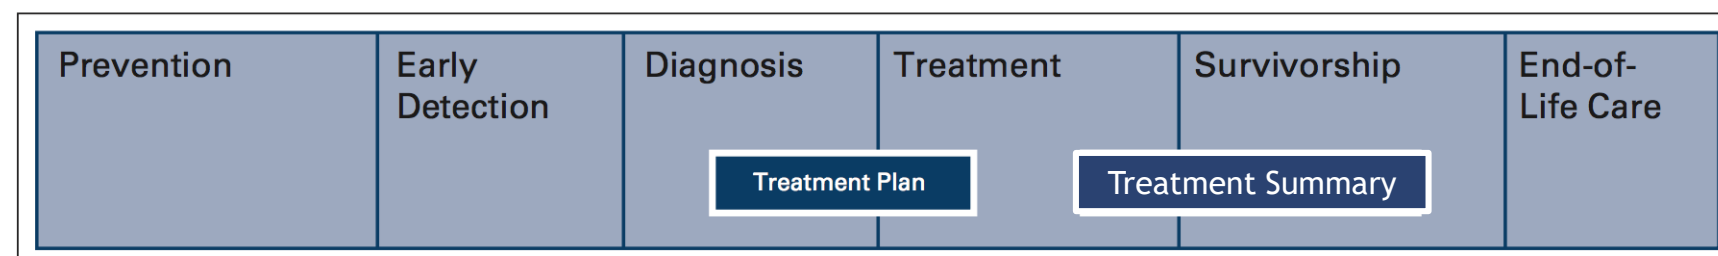 Prevention
Early
Detection
Diagnosis
Treatment
Survivorship
End-of-
Life Care
Treatment Plan
Treatment Summary